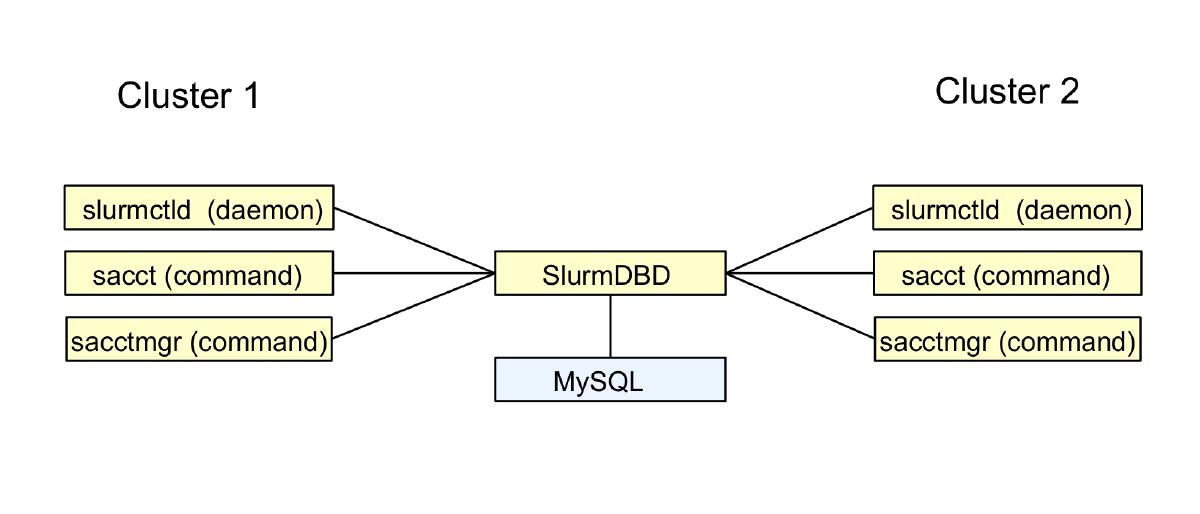 Cluster 1
Cluster 2
slurmctld (daemon)
sacct (command)
sacctmgr (command)
SlurmDBD
MySQL
slurmctld (daemon)
sacct (command)
sacctmgr (command)